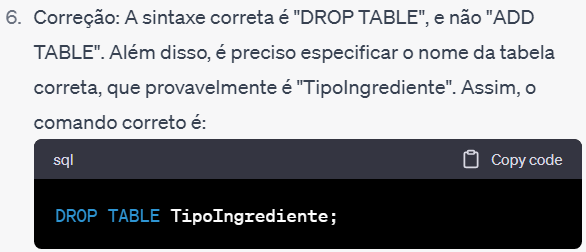 6. Correção: A sintaxe correta é "DROP TABLE", e não "ADD
TABLE". Além disso, é preciso especificar o nome da tabela
correta, que provavelmente é "TipoIngrediente". Assim, o
comando correto é:
sql Copy code
DROP TABLE TipoIngrediente;